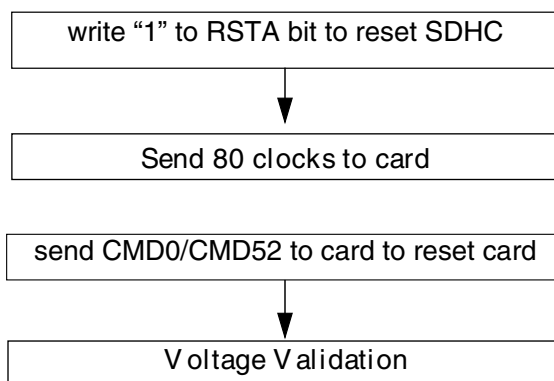 write “1” to RSTA bit to reset SDHC
Send 80 clocks to card
send CMD0/CMD52 to card to reset card
Voltage Validation